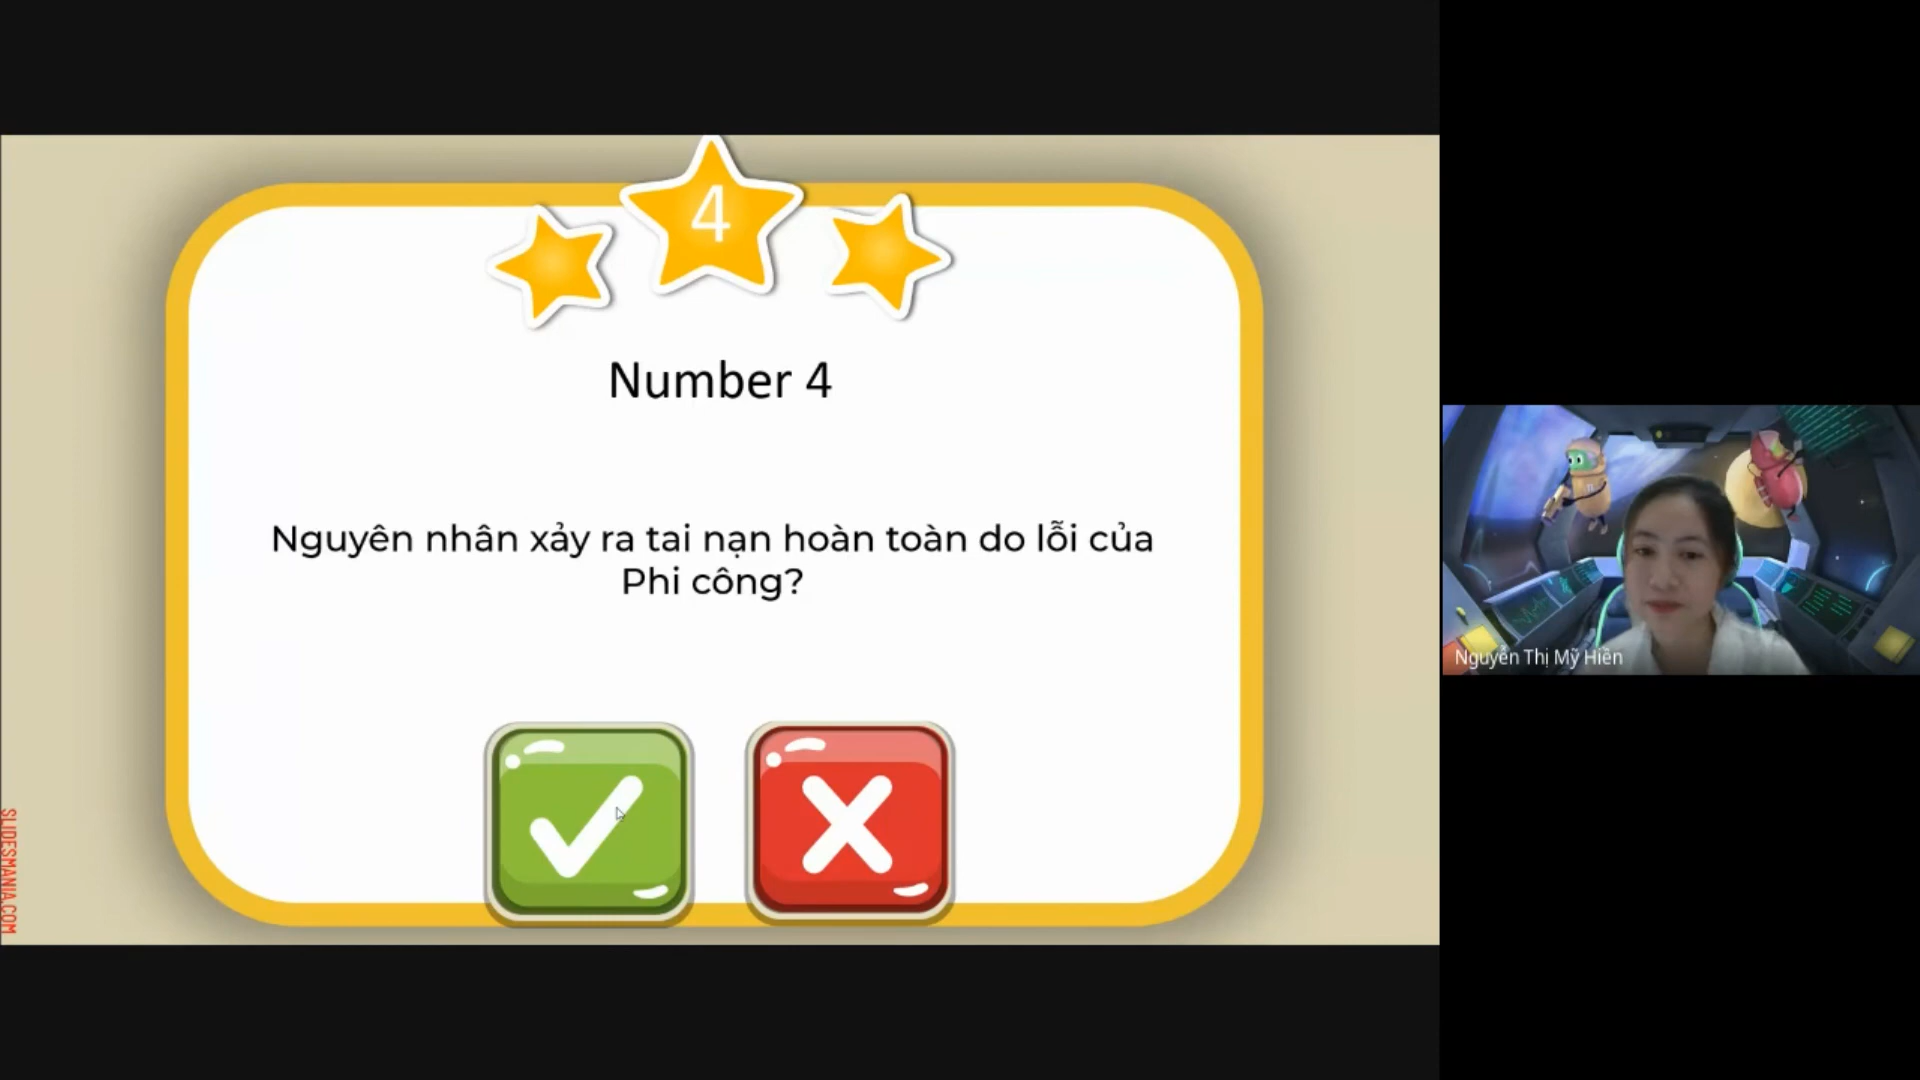 4
Number 4
Nguyên nhân xảy ra tai nạn hoàn toàn do lỗi của
Phi công?
SLIDESMANIA.COM
Nguyễn Thị Mỹ Hiền